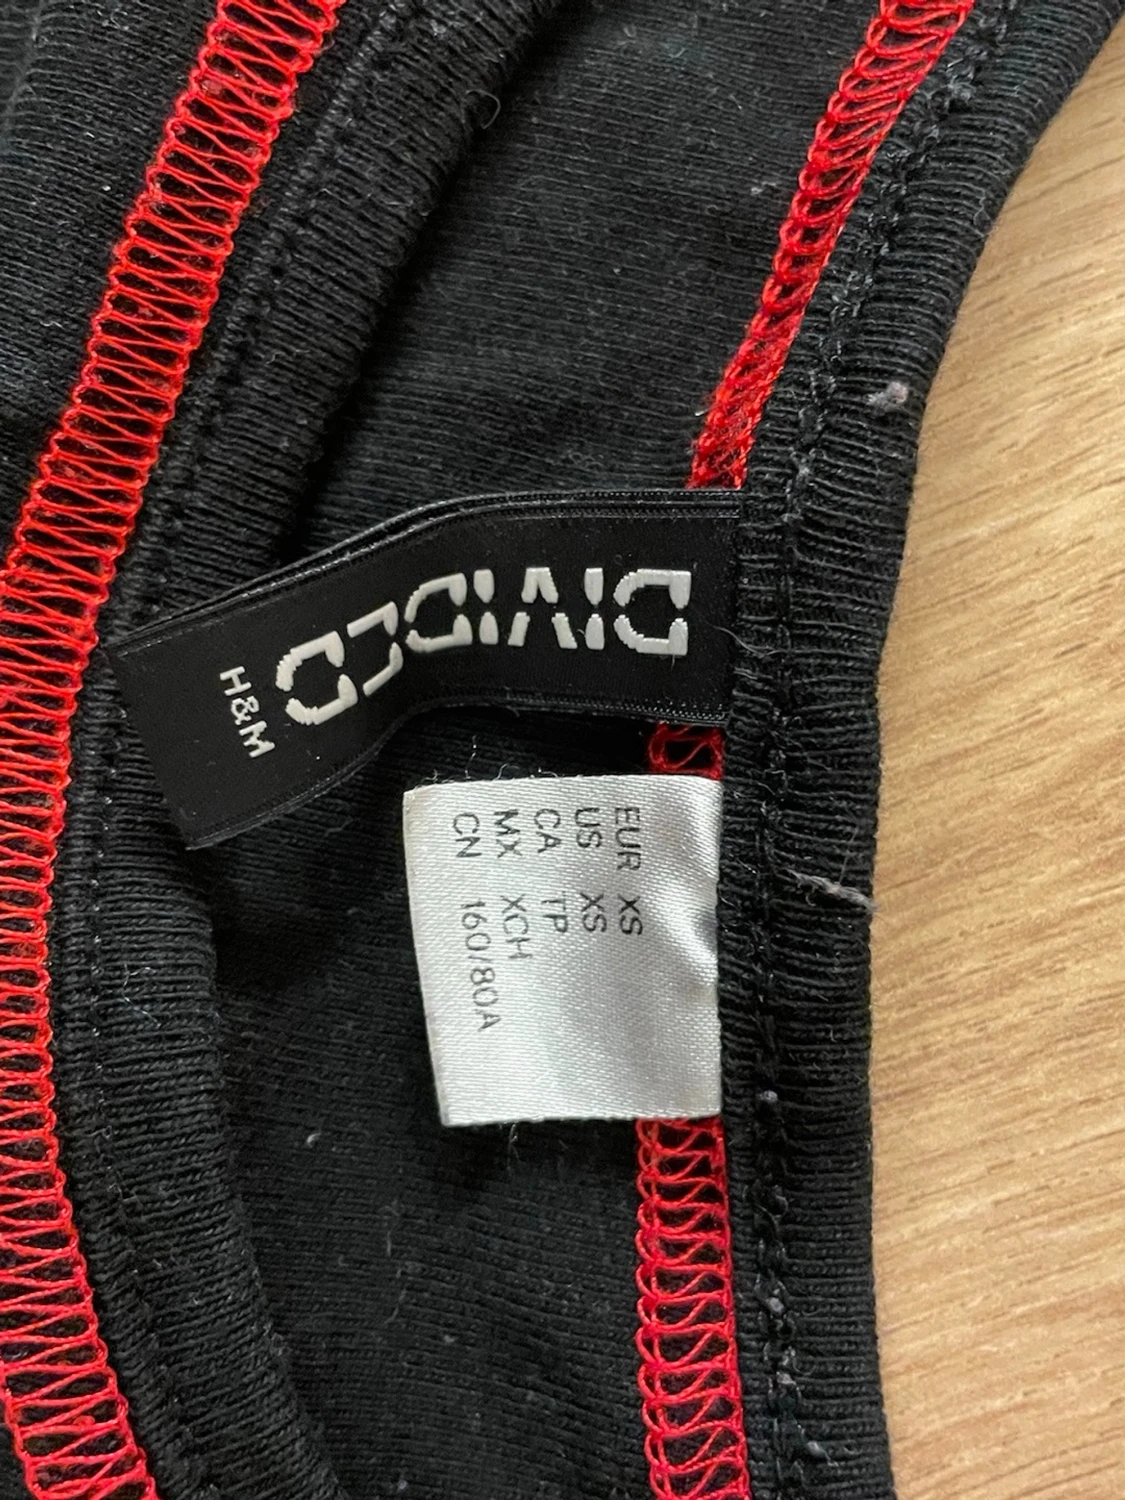 DIVIDED
H&M
EUR XS
US XS
CA TP
MX XCH
CN 160/80A